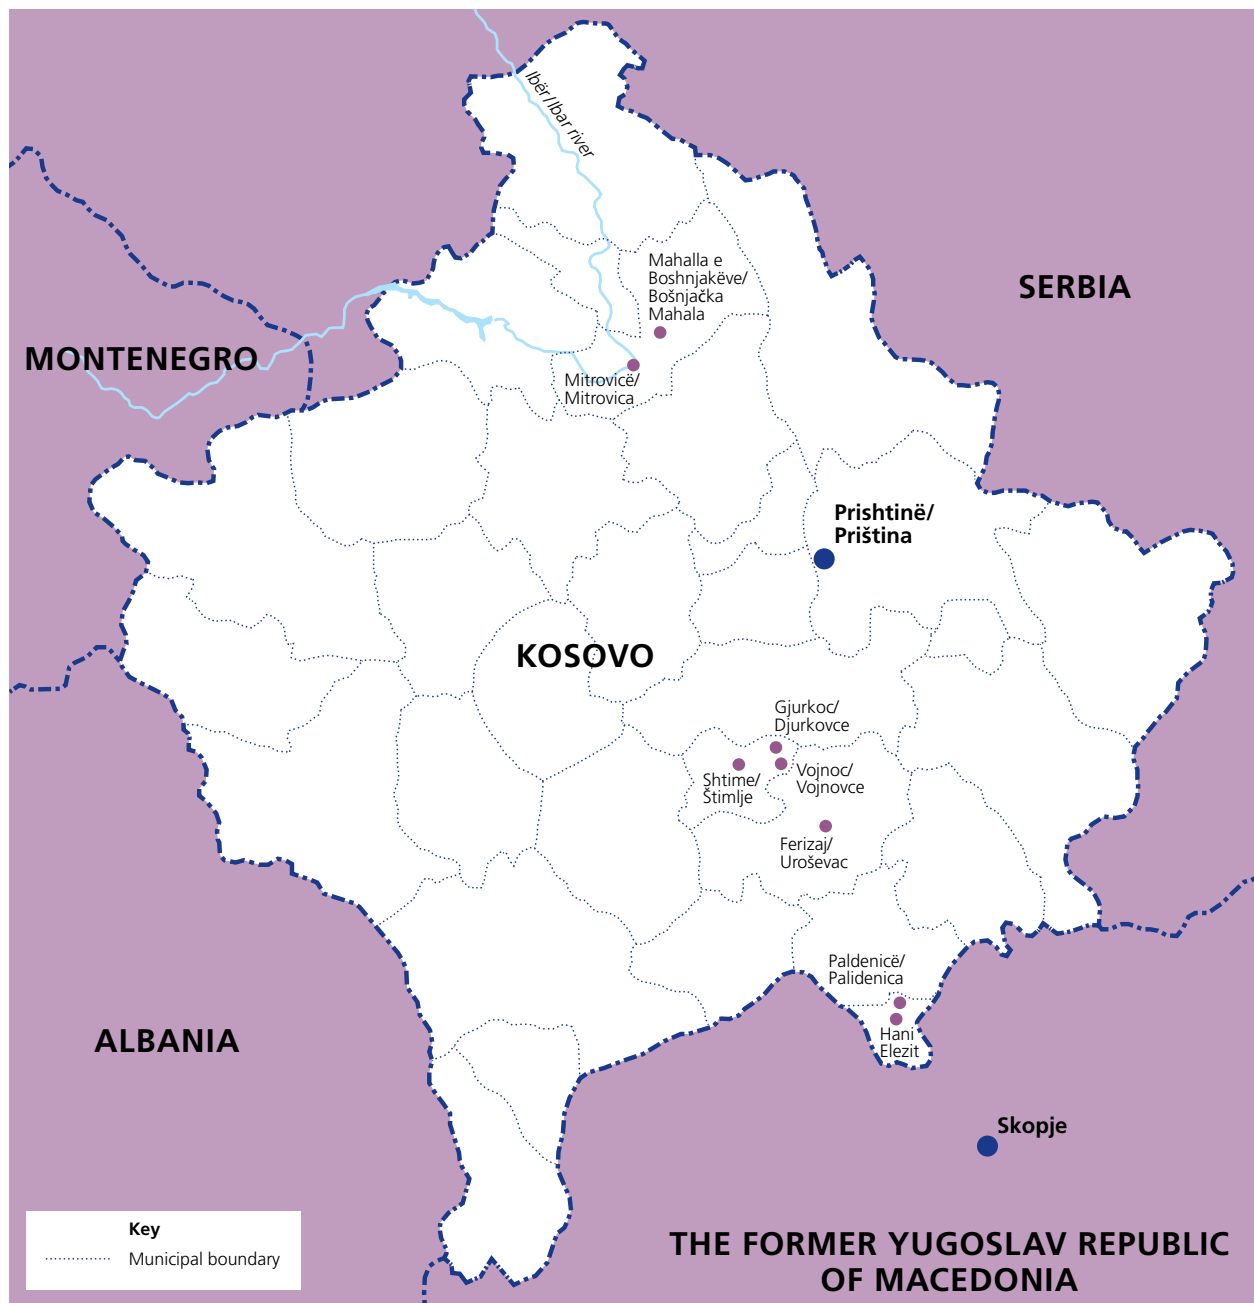 Ibër/Ibar river
Mahalla e
Boshnjakëve/
Bošnjačka
Mahala
SERBIA
MONTENEGRO
Mitrovicë/
Mitrovica
Prishtinë/
Priština
KOSOVO
Gjurkoc/
Djurkovce
Vojnoc/
Vojnovce
Shtime/
Štimlje
Ferizaj/
Uroševac
Paldenicë/
Palidenica
Hani
Elezit
ALBANIA
Skopje
Key
Municipal boundary
THE FORMER YUGOSLAV REPUBLIC
OF MACEDONIA